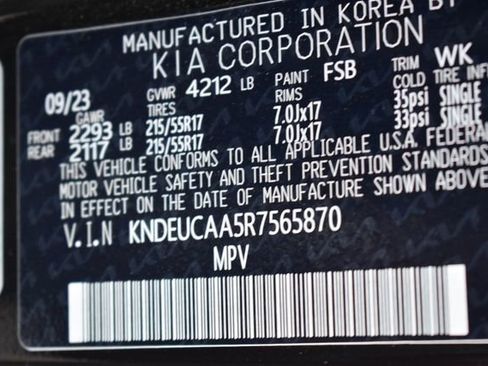 MANUFACTURED IN KOREA BY
KIA CORPORATION
09/23 GVWR 4212 LB PAINT FSB TRIM WK
GAWR TIRES RIMS COLD TIRE
FRONT 2293 LB 215/55R17 7.0Jx17 35psi SINGLE
REAR 2117 LB 215/55R17 7.0Jx17 33psi SINGLE
THIS VEHICLE CONFORMS TO ALL APPLICABLE U.S.A. FEDERA
MOTOR VEHICLE SAFETY AND THEFT PREVENTION STANDARDS
IN EFFECT ON THE DATE OF MANUFACTURE SHOWN ABOVE
V.I.N KNDEUCAA5R7565870
MPV